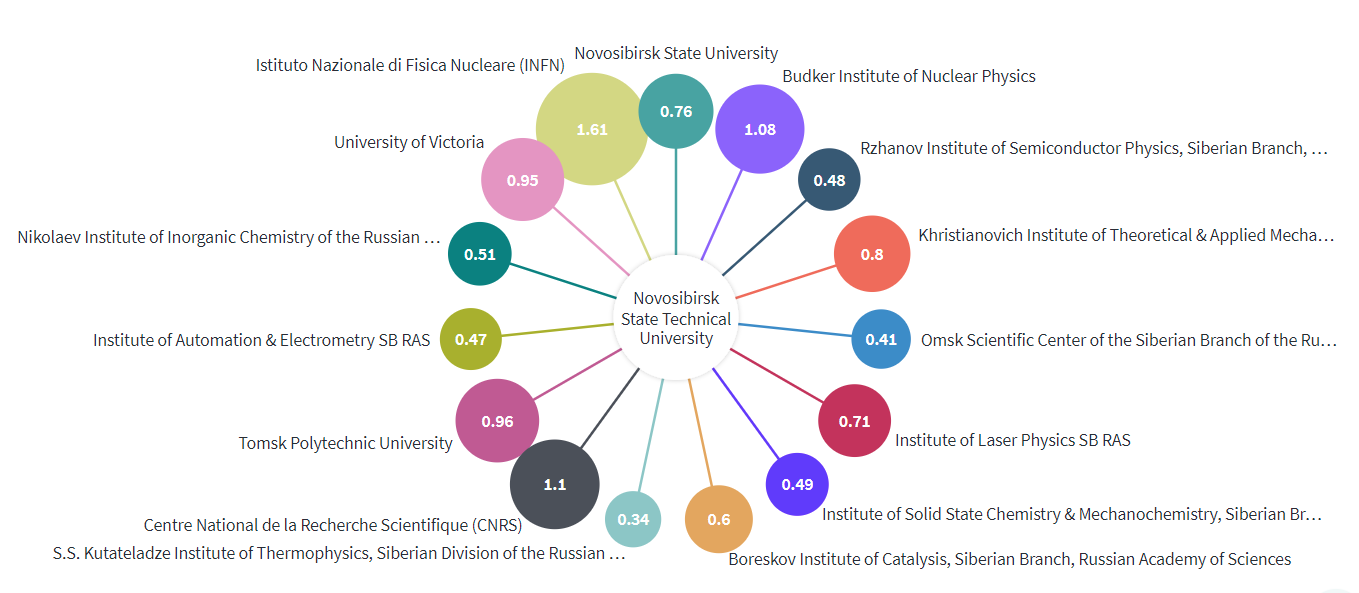 Novosibirsk State University
Istituto Nazionale di Fisica Nucleare (INFN)
Budker Institute of Nuclear Physics
0.76
1.61
1.08
University of Victoria
Rzhanov Institute of Semiconductor Physics, Siberian Branch, …
0.95
0.48
Nikolaev Institute of Inorganic Chemistry of the Russian …
Khristianovich Institute of Theoretical & Applied Mecha…
0.51
0.8
Novosibirsk
State Technical
University
Institute of Automation & Electrometry SB RAS
0.47
0.41
Omsk Scientific Center of the Siberian Branch of the Ru…
0.96
0.71
Tomsk Polytechnic University
Institute of Laser Physics SB RAS
1.1
0.49
Institute of Solid State Chemistry & Mechanochemistry, Siberian Br…
0.34
0.6
Centre National de la Recherche Scientifique (CNRS)
S.S. Kutateladze Institute of Thermophysics, Siberian Division of the Russian …
Boreskov Institute of Catalysis, Siberian Branch, Russian Academy of Sciences